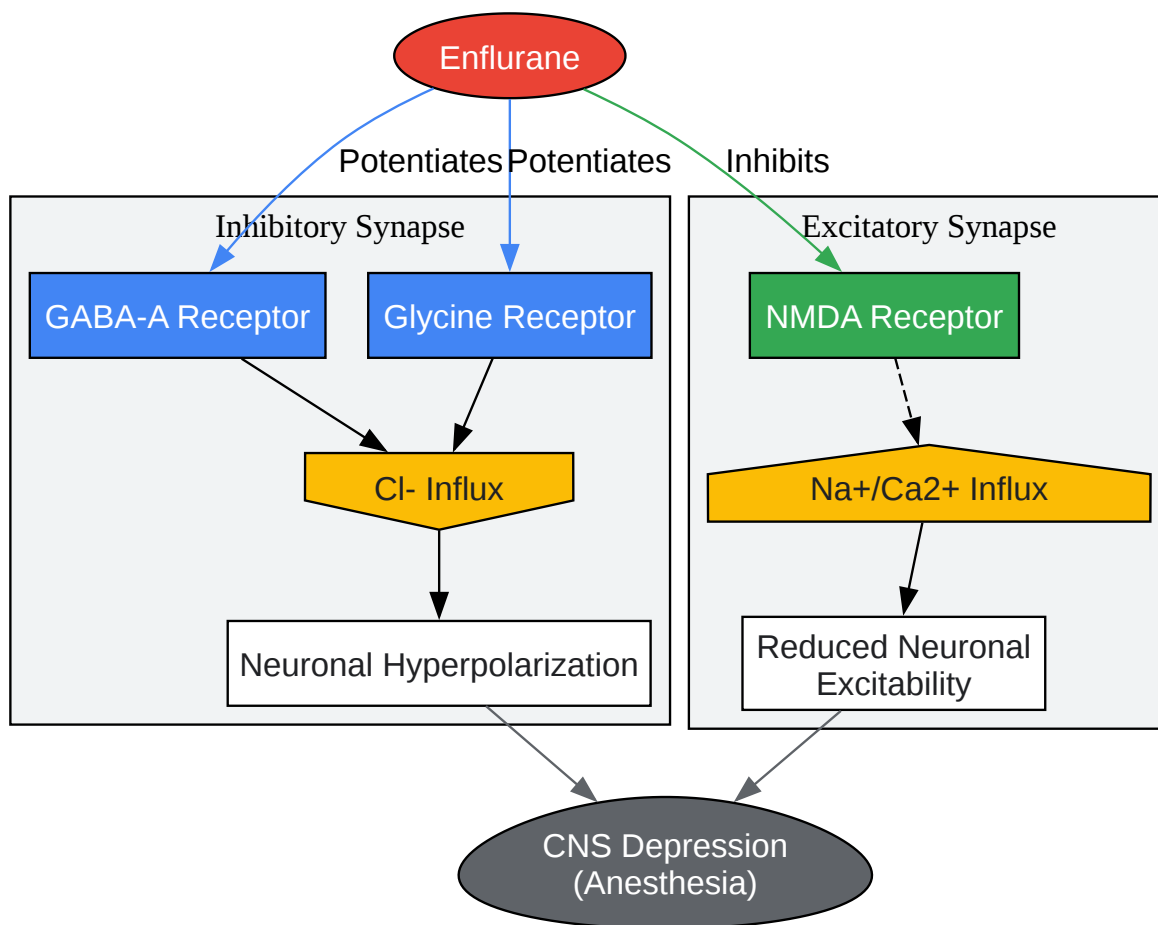 Enflurane
Potentiates
Potentiates
Inhibits
Inhibitory Synapse
Excitatory Synapse
GABA-A Receptor
Glycine Receptor
NMDA Receptor
Cl- Influx
Na+/Ca2+ Influx
Neuronal Hyperpolarization
Reduced Neuronal
Excitability
CNS Depression
(Anesthesia)